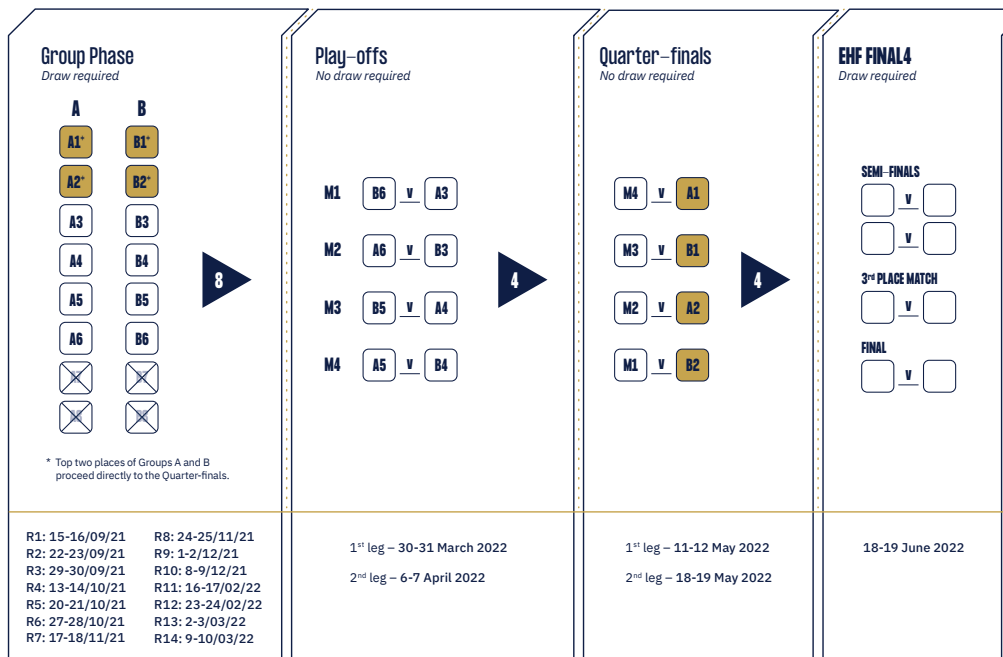 Group Phase
Draw required
A B
A1* B1*
A2* B2*
A3 B3
A4 B4
A5 B5
A6 B6
8
* Top two places of Groups A and B
proceed directly to the Quarter-finals.
R1: 15-16/09/21
R2: 22-23/09/21
R3: 29-30/09/21
R4: 13-14/10/21
R5: 20-21/10/21
R6: 27-28/10/21
R7: 17-18/11/21
R8: 24-25/11/21
R9: 1-2/12/21
R10: 8-9/12/21
R11: 16-17/02/22
R12: 23-24/02/22
R13: 2-3/03/22
R14: 9-10/03/22
Play-offs
No draw required
M1 B6 V A3
M2 A6 V B3
M3 B5 V A4
M4 A5 V B4
4
1st leg – 30-31 March 2022
2nd leg – 6-7 April 2022
Quarter-finals
No draw required
M4 V A1
M3 V B1
M2 V A2
M1 V B2
4
1st leg – 11-12 May 2022
2nd leg – 18-19 May 2022
EHF FINAL4
Draw required
SEMI-FINALS
V
V
3rd PLACE MATCH
V
FINAL
V
18-19 June 2022